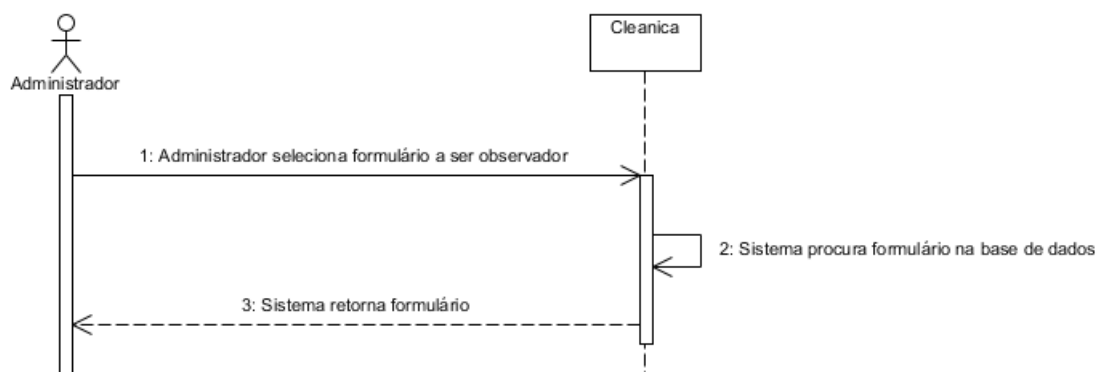 Cleanica
Administrador
1: Administrador seleciona formulário a ser observador
2: Sistema procura formulário na base de dados
3: Sistema retorna formulário